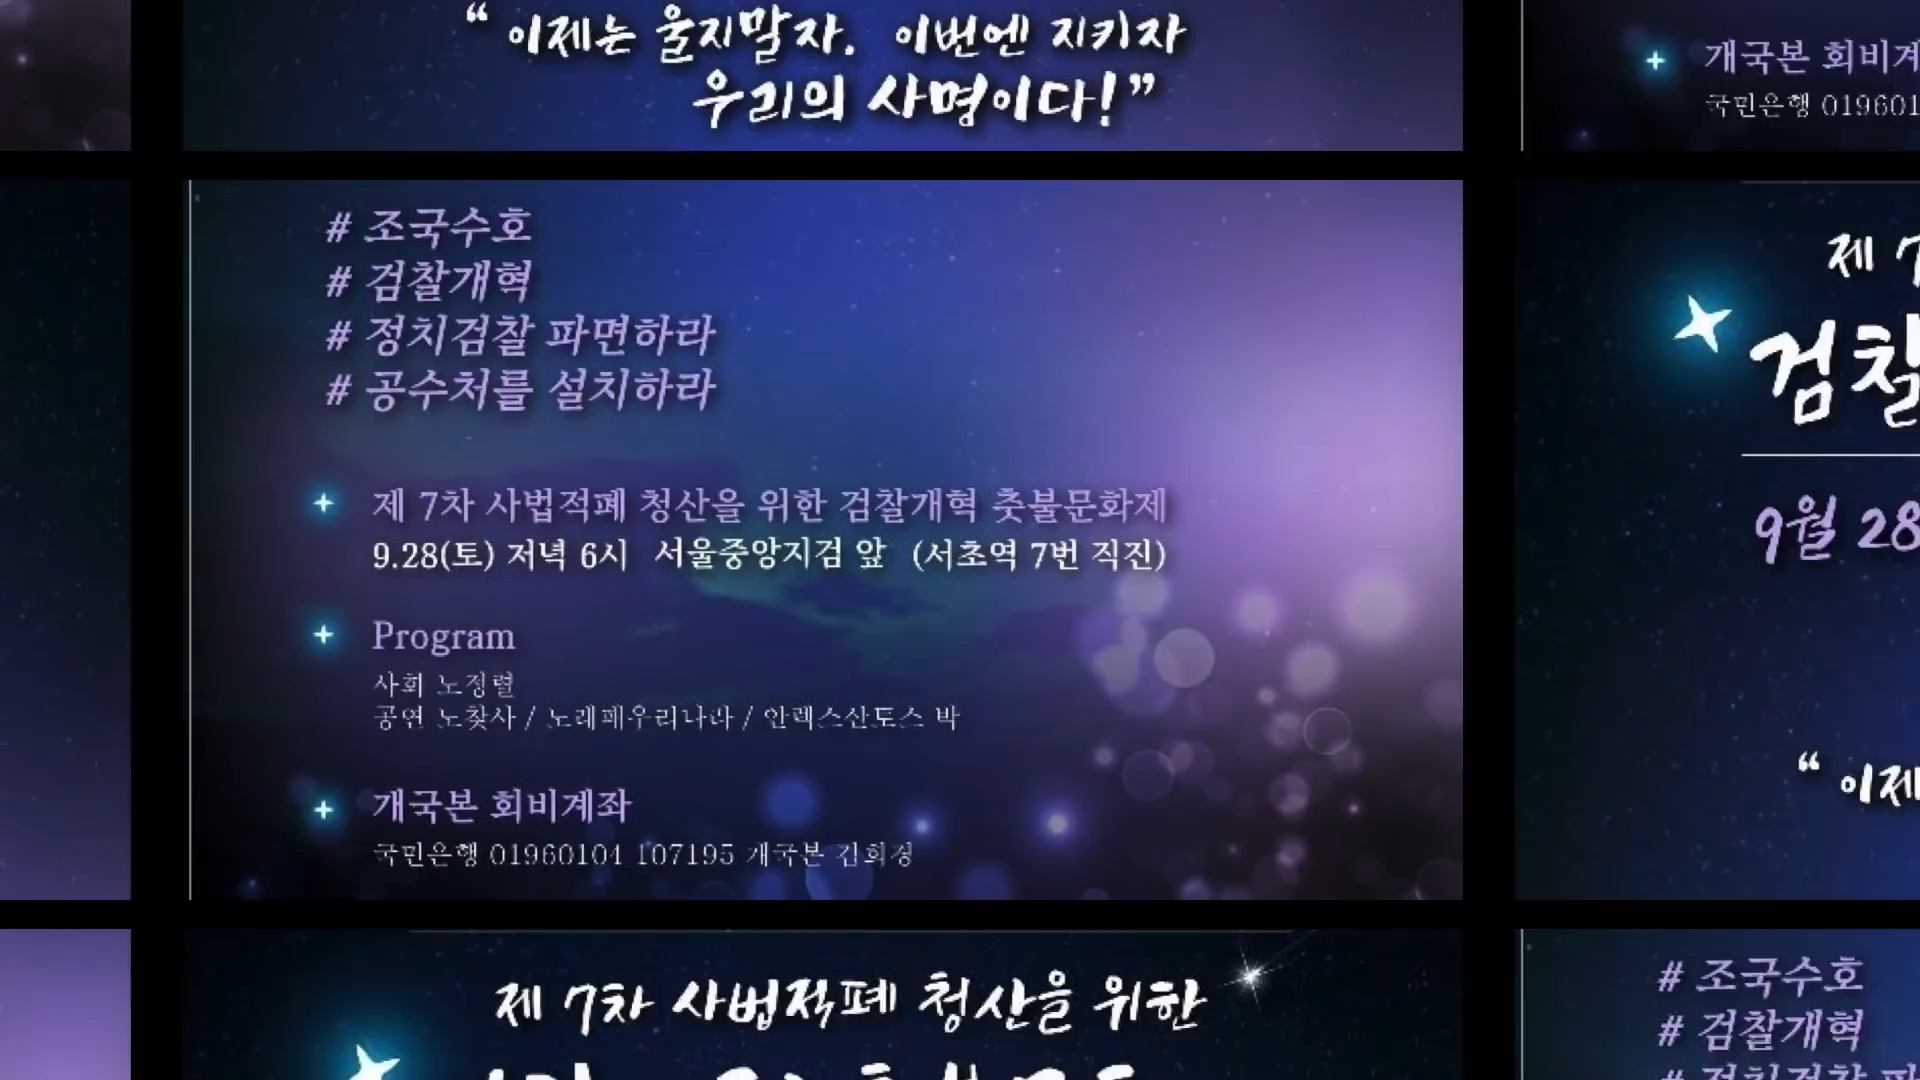 “ 이제는 울지말자. 이번엔 지키자
우리의 사명이다!”
개국본 회비계
국민은행 019601
# 조국수호
# 검찰개혁
# 정치검찰 파면하라
# 공수처를 설치하라
제 7차 사법적폐 청산을 위한 검찰개혁 촛불문화제
9.28(토) 저녁 6시 서울중앙지검 앞 (서초역 7번 직진)
Program
사회 노정렬
공연 노찾사 / 노래패우리나라 / 안렉스산토스 박
개국본 회비계좌
국민은행 01960104 107195 개국본 김희경
제 7
검찰
9월 28
“ 이제
제 7차 사법적폐 청산을 위한
# 조국수호
# 검찰개혁